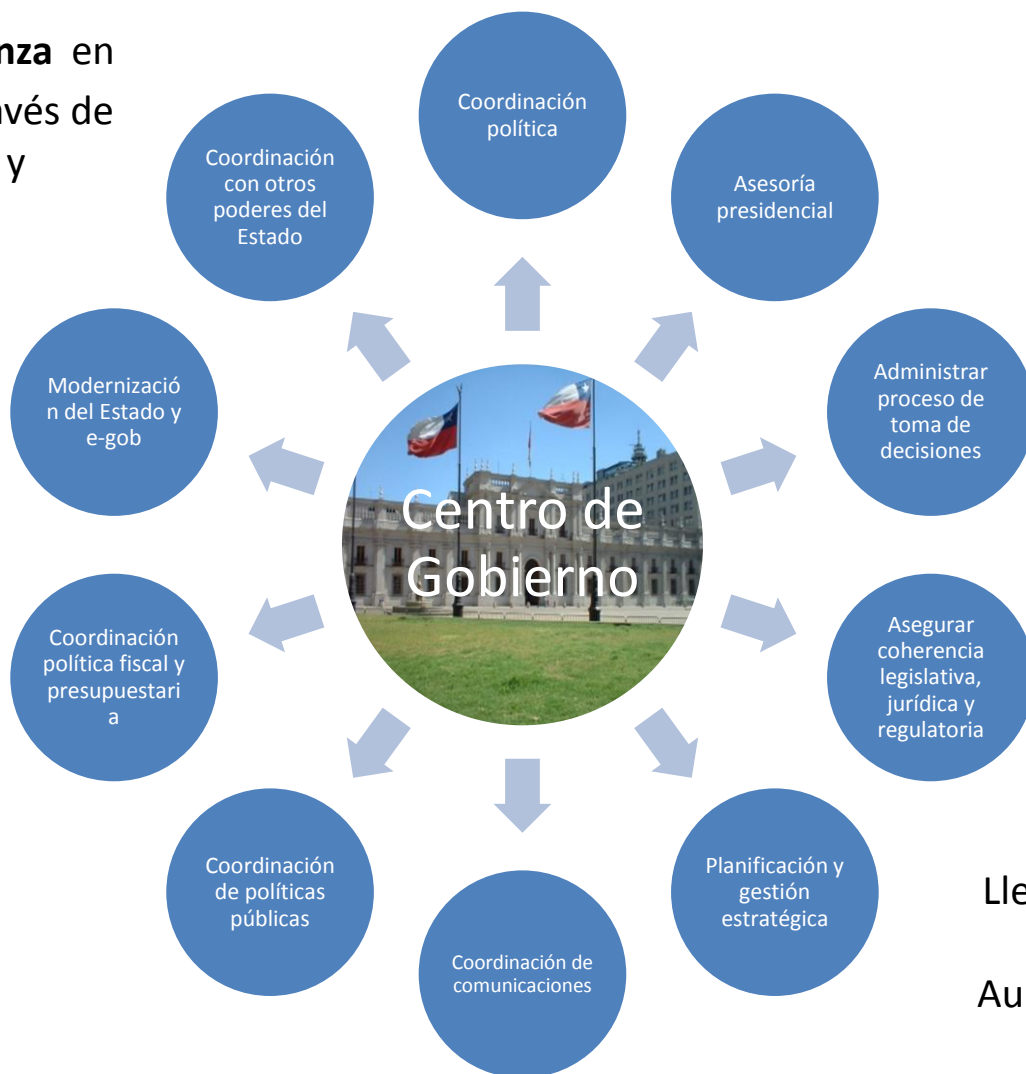 nza en
avés de
y
Coordinación
política
Asesoría
presidencial
Administrar
proceso de
toma de
decisiones
Asegurar
coherencia
legislativa,
jurídica y
regulatoria
Planificación y
gestión
estratégica
Coordinación de
comunicaciones
Coordinación
de políticas
públicas
Coordinación
política fiscal y
presupuestari
a
Modernizació
n del Estado y
e-gob
Coordinación
con otros
poderes del
Estado
Centro de
Gobierno
Lle
Au